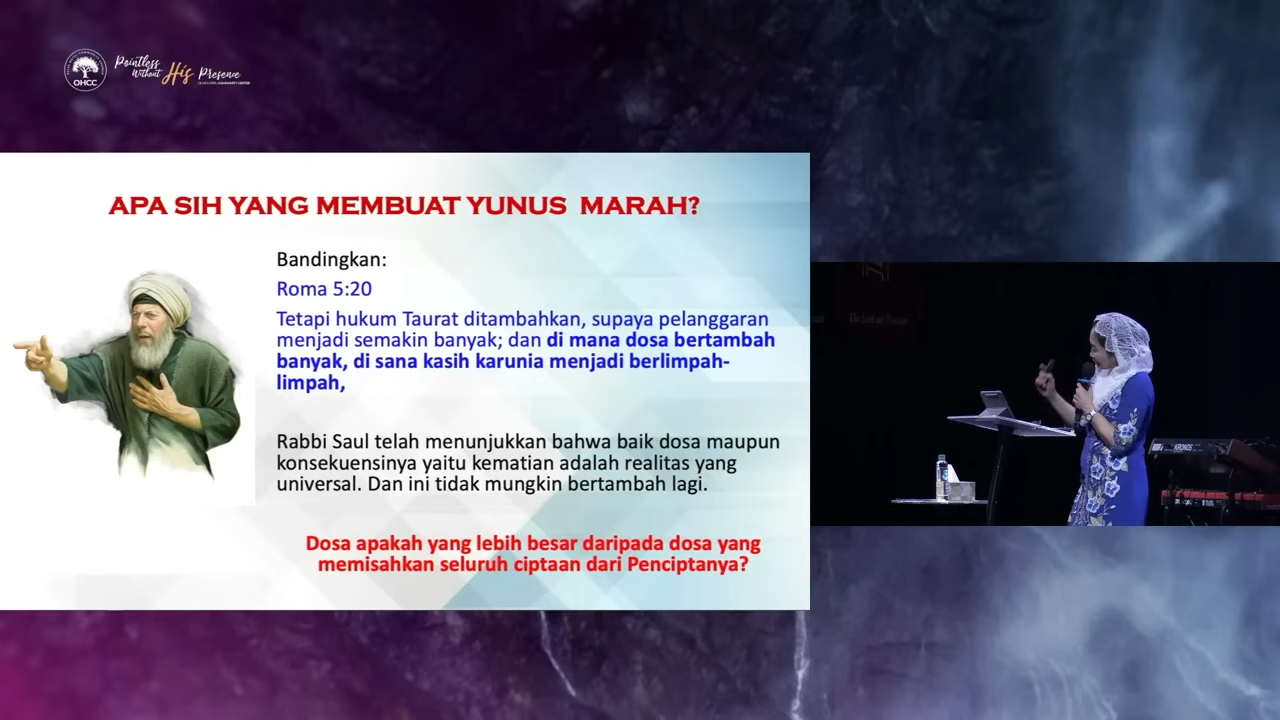 OHCC
Pointless
Without His Presence
APA SIH YANG MEMBUAT YUNUS MARAH?
Bandingkan:
Roma 5:20
Tetapi hukum Taurat ditambahkan, supaya pelanggaran
menjadi semakin banyak; dan di mana dosa bertambah
banyak, di sana kasih karunia menjadi berlimpah-
limpah,
Rabbi Saul telah menunjukkan bahwa baik dosa maupun
konsekuensinya yaitu kematian adalah realitas yang
universal. Dan ini tidak mungkin bertambah lagi.
Dosa apakah yang lebih besar daripada dosa yang
memisahkan seluruh ciptaan dari Penciptanya?
KRONOS